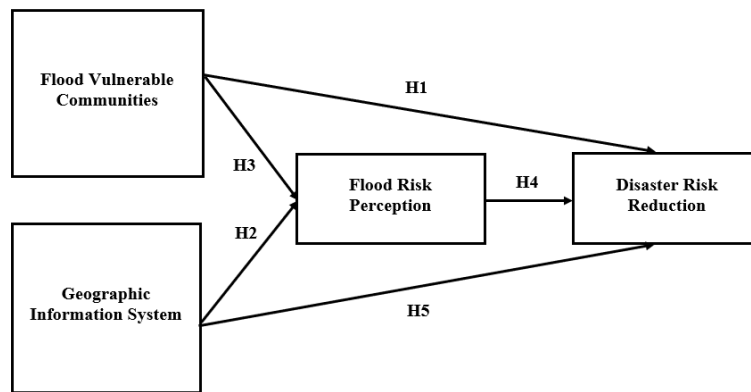 Flood Vulnerable
Communities
H1
H3
Flood Risk
Perception
H4
Disaster Risk
Reduction
H2
Geographic
Information System
H5